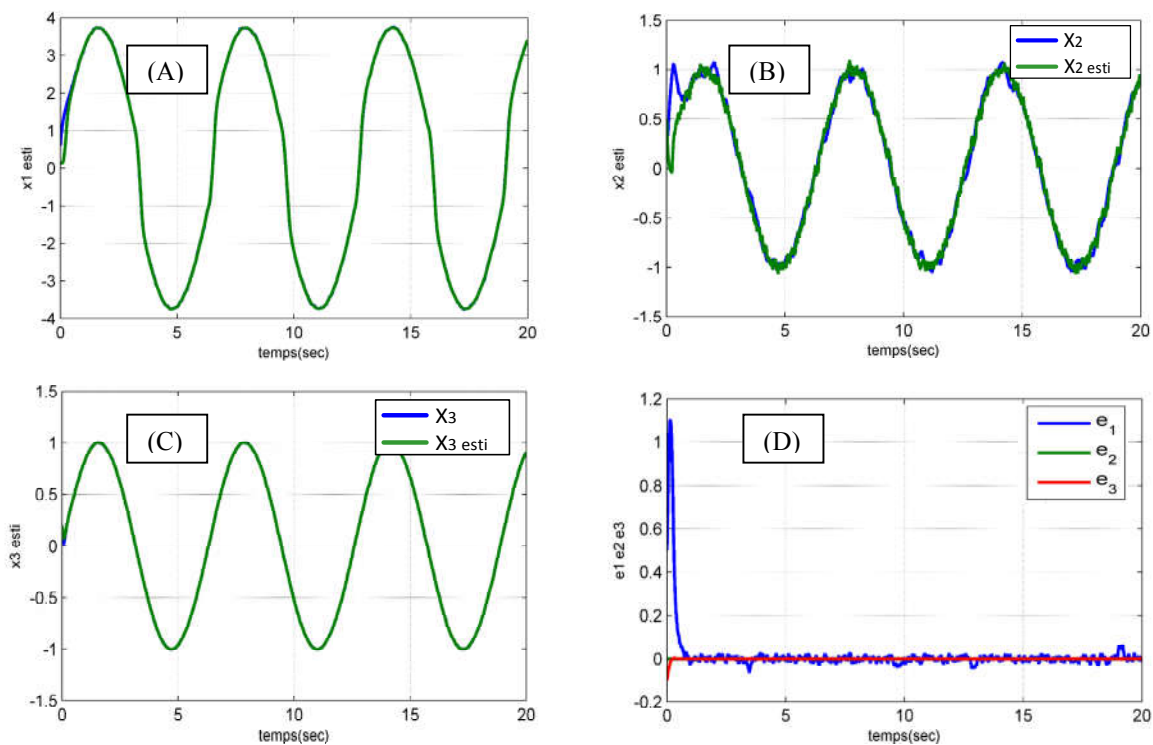 4
3
2
1
0
-1
-2
-3
-4
x1 esti
(A)
0
5
10
15
20
temps(sec)
1.5
1
0.5
0
-0.5
-1
-1.5
x2 esti
(B)
X2
X2 esti
0
5
10
15
20
temps(sec)
1.5
1
0.5
0
-0.5
-1
-1.5
x3 esti
(C)
X3
X3 esti
0
5
10
15
20
temps(sec)
1.2
1
0.8
0.6
0.4
0.2
0
-0.2
e1 e2 e3
(D)
e1
e2
e3
0
5
10
15
20
temps(sec)